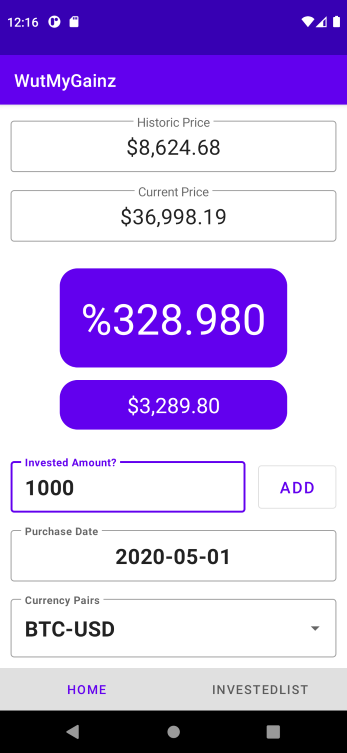 12:16
WutMyGainz
Historic Price
$8,624.68
Current Price
$36,998.19
%328.980
$3,289.80
Invested Amount?
1000
ADD
Purchase Date
2020-05-01
Currency Pairs
BTC-USD
HOME
INVESTEDLIST